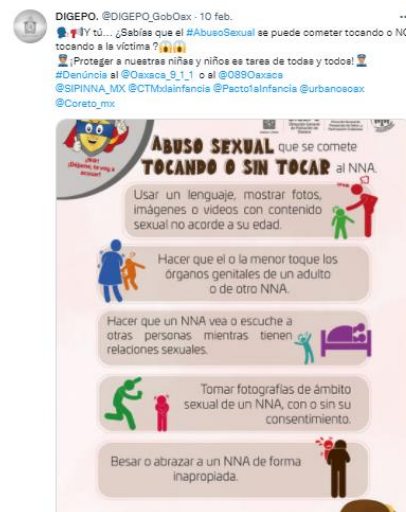 DIGEPO. @DIGEPO_GobOax · 10 feb.
Y tú... ¿Sabías que el #AbusoSexual se puede cometer tocando o NO
tocando a la víctima ?
¡Proteger a nuestras niñas y niños es tarea de todas y todos!
#Denúncia al @Oaxaca_9_1_1 o al @089Oaxaca
@SIPINNA_MX @CTMxlainfancia @Pacto1aInfancia @urbanosoax
@Coreto_mx
¡NO!
¡Déjame, te voy a
acusar!
ABUSO SEXUAL que se comete
TOCANDO O SIN TOCAR al NNA.
Usar un lenguaje, mostrar fotos,
imágenes o videos con contenido
sexual no acorde a su edad.
Hacer que el o la menor toque los
órganos genitales de un adulto
o de otro NNA.
Hacer que un NNA vea o escuche a
otras personas mientras tienen
relaciones sexuales.
Tomar fotografías de ámbito
sexual de un NNA, con o sin su
consentimiento.
Besar o abrazar a un NNA de forma
inapropiada.